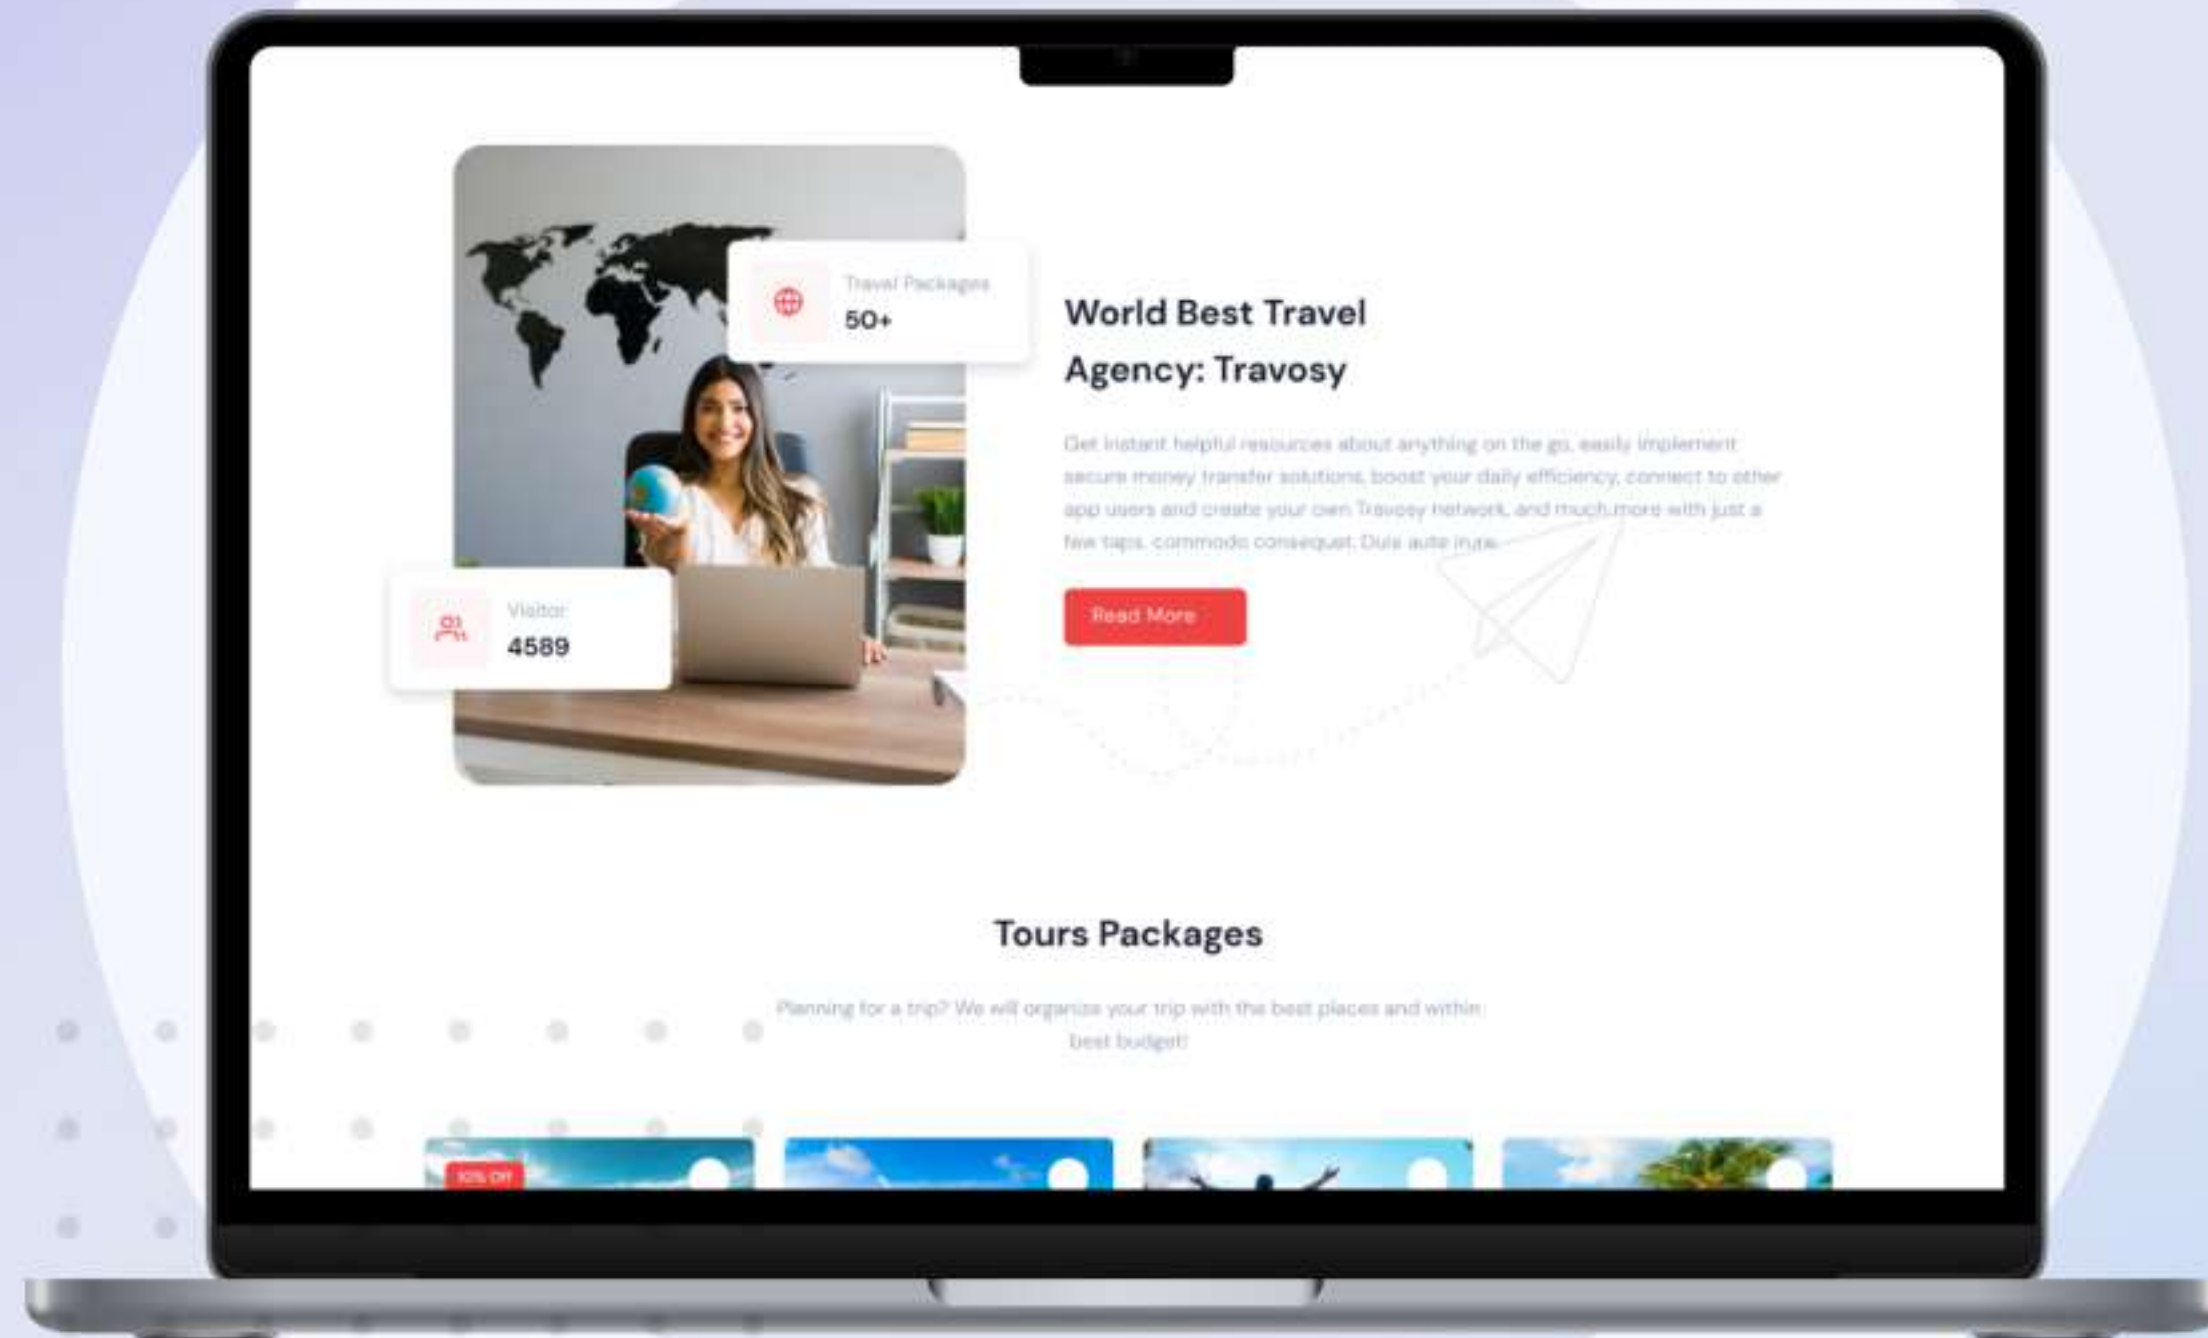 Travel Packages
50+
Visitor
4589
World Best Travel
Agency: Travosy
Get instant helpful resources about anything on the go, easily implement
secure money transfer solutions, boost your daily efficiency, connect to other
app users and create your own Travosy network, and much more with just a
few taps. commodo consequat. Duis aute irure.
Read More
Tours Packages
Planning for a trip? We will organize your trip with the best places and within
best budget!
10% Off